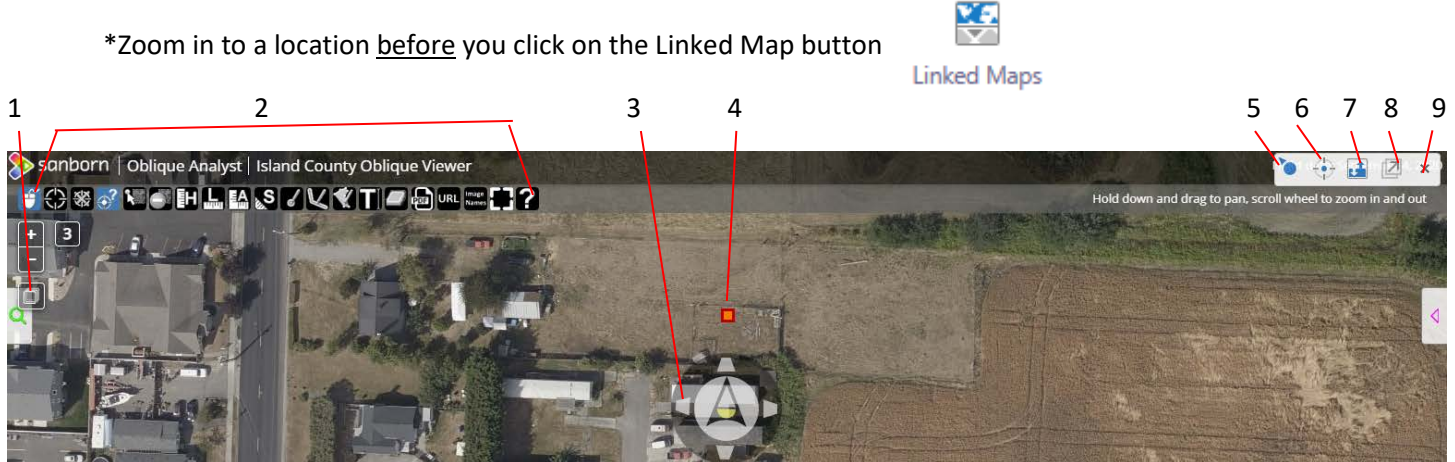 *Zoom in to a location before you click on the Linked Map button
Linked Maps
1 2 3 4 5 6 7 8 9
sanborn | Oblique Analyst | Island County Oblique Viewer
H L EA S T PDF URL Image Names ?
Hold down and drag to pan, scroll wheel to zoom in and out
+ 3
−